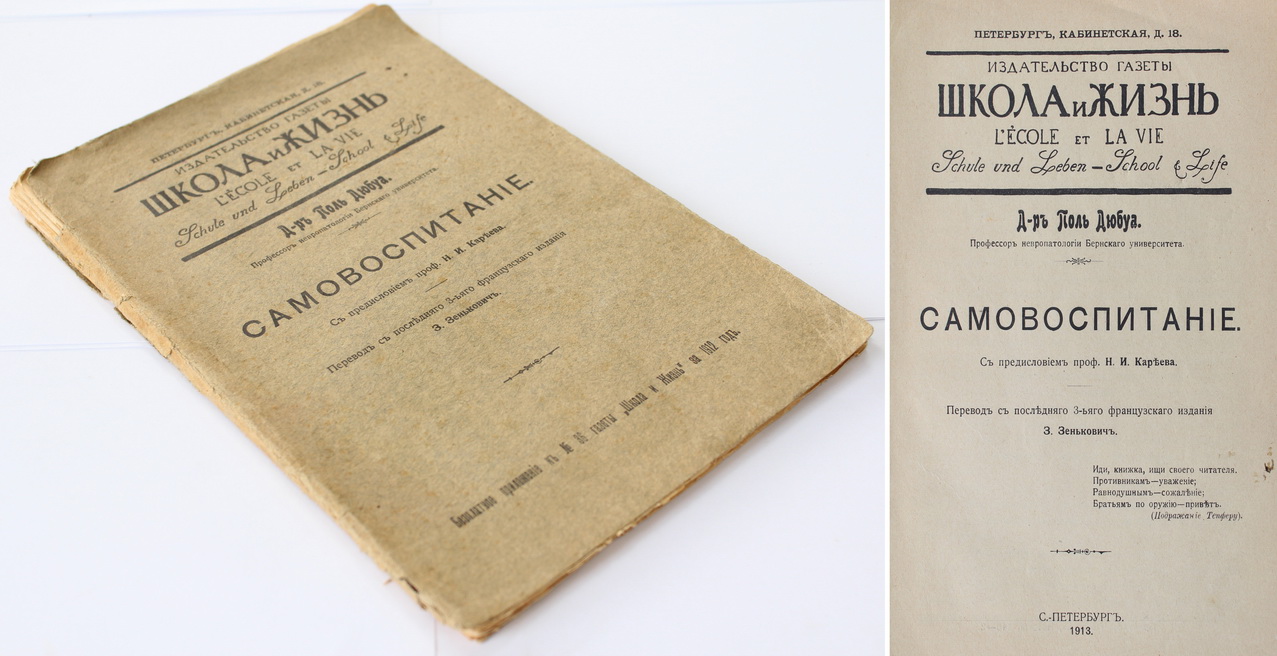 ПЕТЕРБУРГЪ, КАБИНЕТСКАЯ, Д. 18.
ИЗДАТЕЛЬСТВО ГАЗЕТЫ
ШКОЛА и ЖИЗНЬ
L'ÉCOLE ET LA VIE
Schule und Leben – School & Life
Д-ръ Поль Дюбуа.
Профессоръ невропатологіи Бернскаго университета.
САМОВОСПИТАНІЕ.
Съ предисловіемъ проф. Н. И. Карѣева.
Переводъ съ послѣдняго 3-ьяго французскаго изданія
З. Зеньковичъ.
Безплатное приложеніе къ № 36 газеты „Школа и Жизнь" за 1912 годъ.
ПЕТЕРБУРГЪ, КАБИНЕТСКАЯ, Д. 18.
ИЗДАТЕЛЬСТВО ГАЗЕТЫ
ШКОЛА и ЖИЗНЬ
L'ÉCOLE ET LA VIE
Schule und Leben – School & Life
Д-ръ Поль Дюбуа.
Профессоръ невропатологіи Бернскаго университета.
САМОВОСПИТАНІЕ.
Съ предисловіемъ проф. Н. И. Карѣева.
Переводъ съ послѣдняго 3-ьяго французскаго изданія
З. Зеньковичъ.
Иди, книжка, ищи своего читателя.
Противникамъ—уваженіе;
Равнодушнымъ—сожалѣніе;
Братьямъ по оружію—привѣтъ.
(Подражаніе Тепферу).
С.-ПЕТЕРБУРГЪ.
1913.